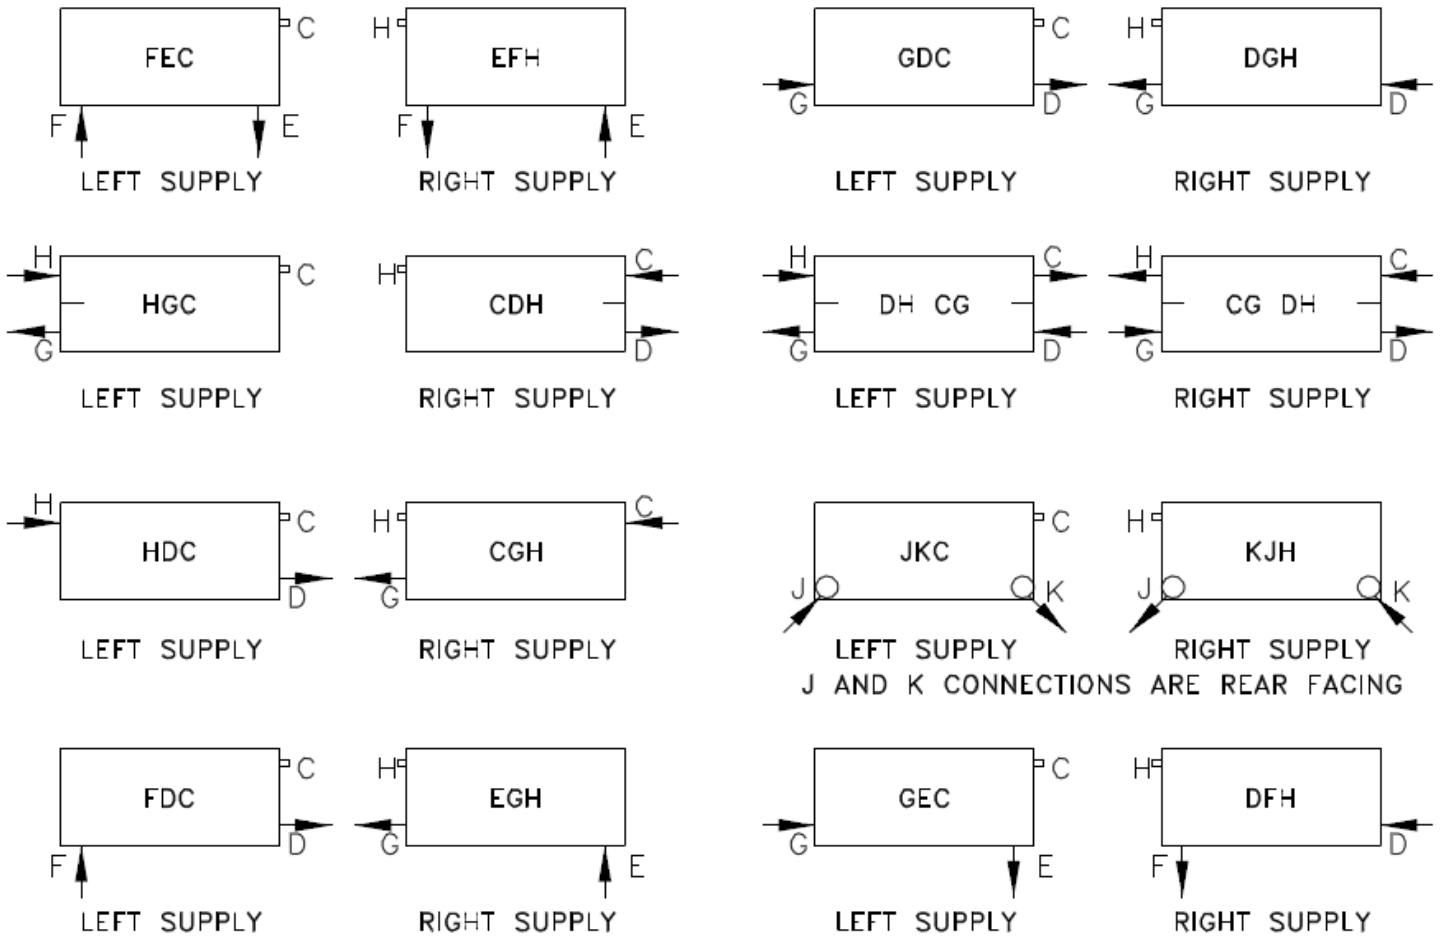 C H C H
FEC EFH GDC DGH
G D G D
F E F E
LEFT SUPPLY RIGHT SUPPLY LEFT SUPPLY RIGHT SUPPLY
H C H C H C
C H
HGC CDH DH CG CG DH
G D G D G D
LEFT SUPPLY RIGHT SUPPLY LEFT SUPPLY RIGHT SUPPLY
H C
C H C H
HDC CGH JKC KJH
D G J K J K
LEFT SUPPLY RIGHT SUPPLY LEFT SUPPLY RIGHT SUPPLY
J AND K CONNECTIONS ARE REAR FACING
C H C H
FDC EGH GEC DFH
D G G D
F E E F
LEFT SUPPLY RIGHT SUPPLY LEFT SUPPLY RIGHT SUPPLY